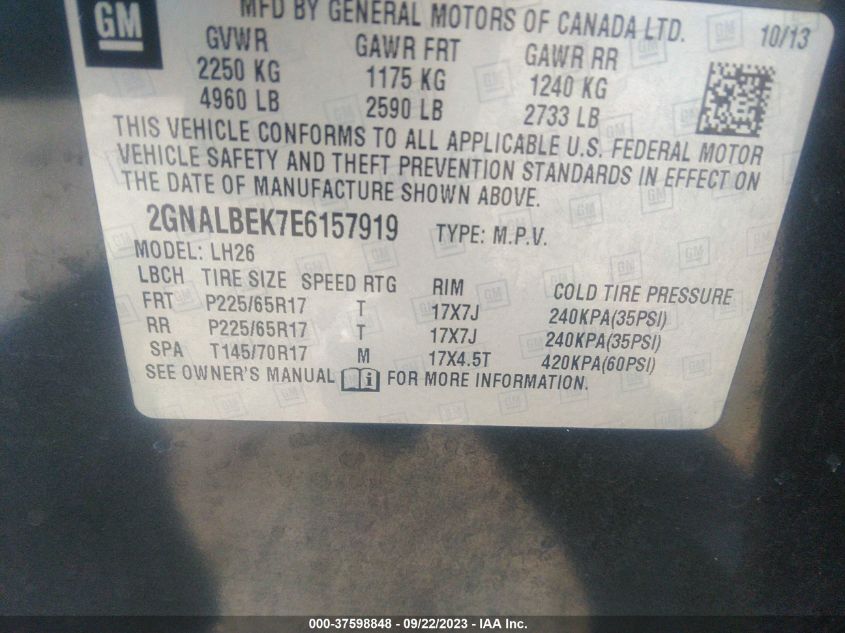 GM
MFD BY GENERAL MOTORS OF CANADA LTD.
10/13
GVWR GAWR FRT GAWR RR
2250 KG 1175 KG 1240 KG
4960 LB 2590 LB 2733 LB
THIS VEHICLE CONFORMS TO ALL APPLICABLE U.S. FEDERAL MOTOR
VEHICLE SAFETY AND THEFT PREVENTION STANDARDS IN EFFECT ON
THE DATE OF MANUFACTURE SHOWN ABOVE.
2GNALBEK7E6157919 TYPE: M.P.V.
MODEL: LH26
LBCH TIRE SIZE SPEED RTG RIM COLD TIRE PRESSURE
FRT P225/65R17 T 17X7J 240KPA(35PSI)
RR P225/65R17 T 17X7J 240KPA(35PSI)
SPA T145/70R17 M 17X4.5T 420KPA(60PSI)
SEE OWNER'S MANUAL i FOR MORE INFORMATION.
000-37598848 - 09/22/2023 - IAA Inc.